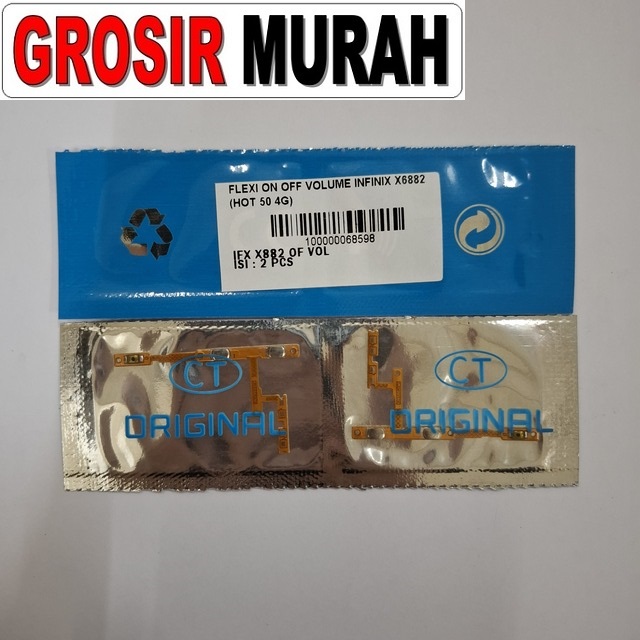 GROSIR MURAH
FLEXI ON OFF VOLUME INFINIX X6882
(HOT 50 4G)
100000068598
IFX X882 OF VOL
ISI : 2 PCS
CT
ORIGINAL
CT
ORIGINAL